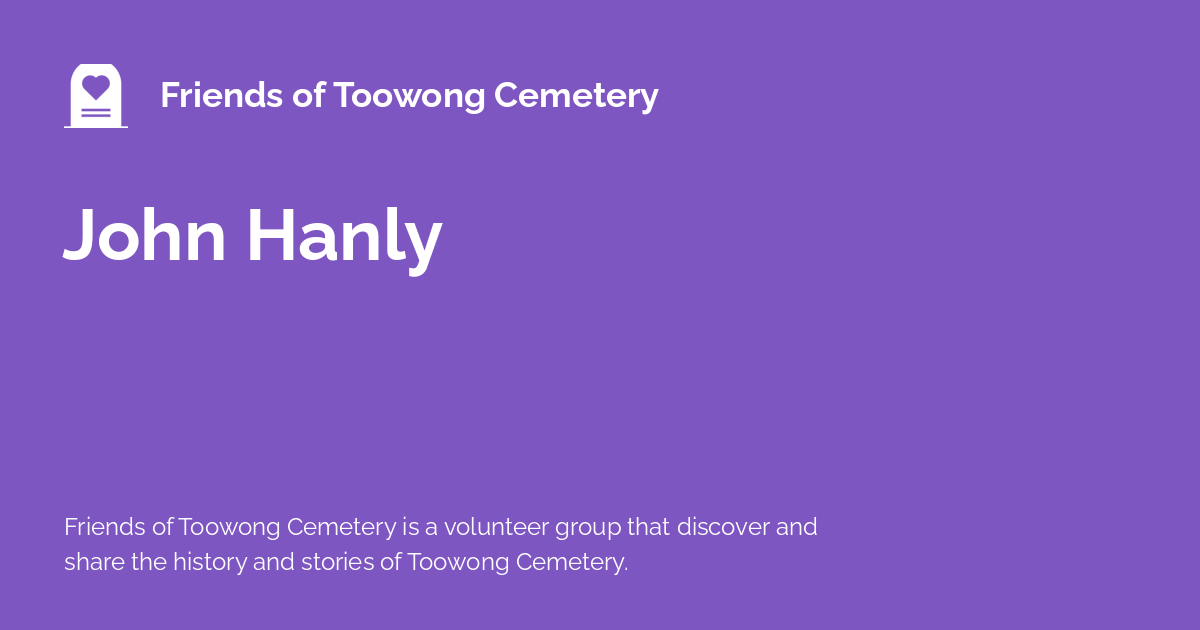 Friends of Toowong Cemetery
John Hanly
Friends of Toowong Cemetery is a volunteer group that discover and
share the history and stories of Toowong Cemetery.